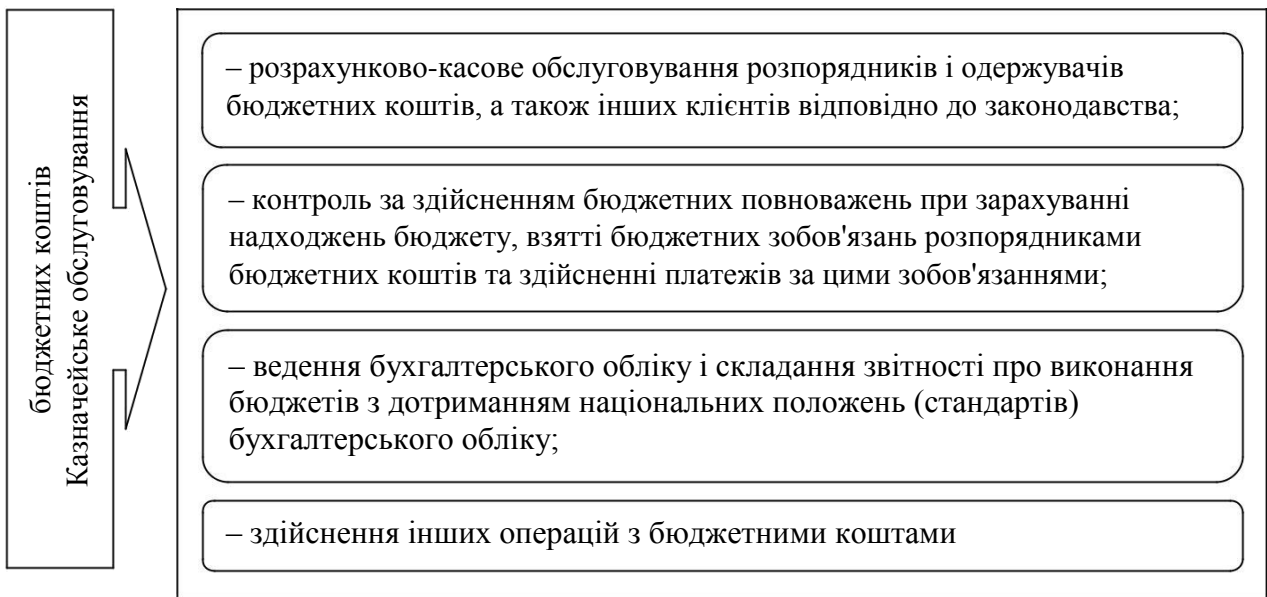 бюджетних коштів
Казначейське обслуговування
– розрахунково-касове обслуговування розпорядників і одержувачів
бюджетних коштів, а також інших клієнтів відповідно до законодавства;
– контроль за здійсненням бюджетних повноважень при зарахуванні
надходжень бюджету, взятті бюджетних зобов'язань розпорядниками
бюджетних коштів та здійсненні платежів за цими зобов'язаннями;
– ведення бухгалтерського обліку і складання звітності про виконання
бюджетів з дотриманням національних положень (стандартів)
бухгалтерського обліку;
– здійснення інших операцій з бюджетними коштами